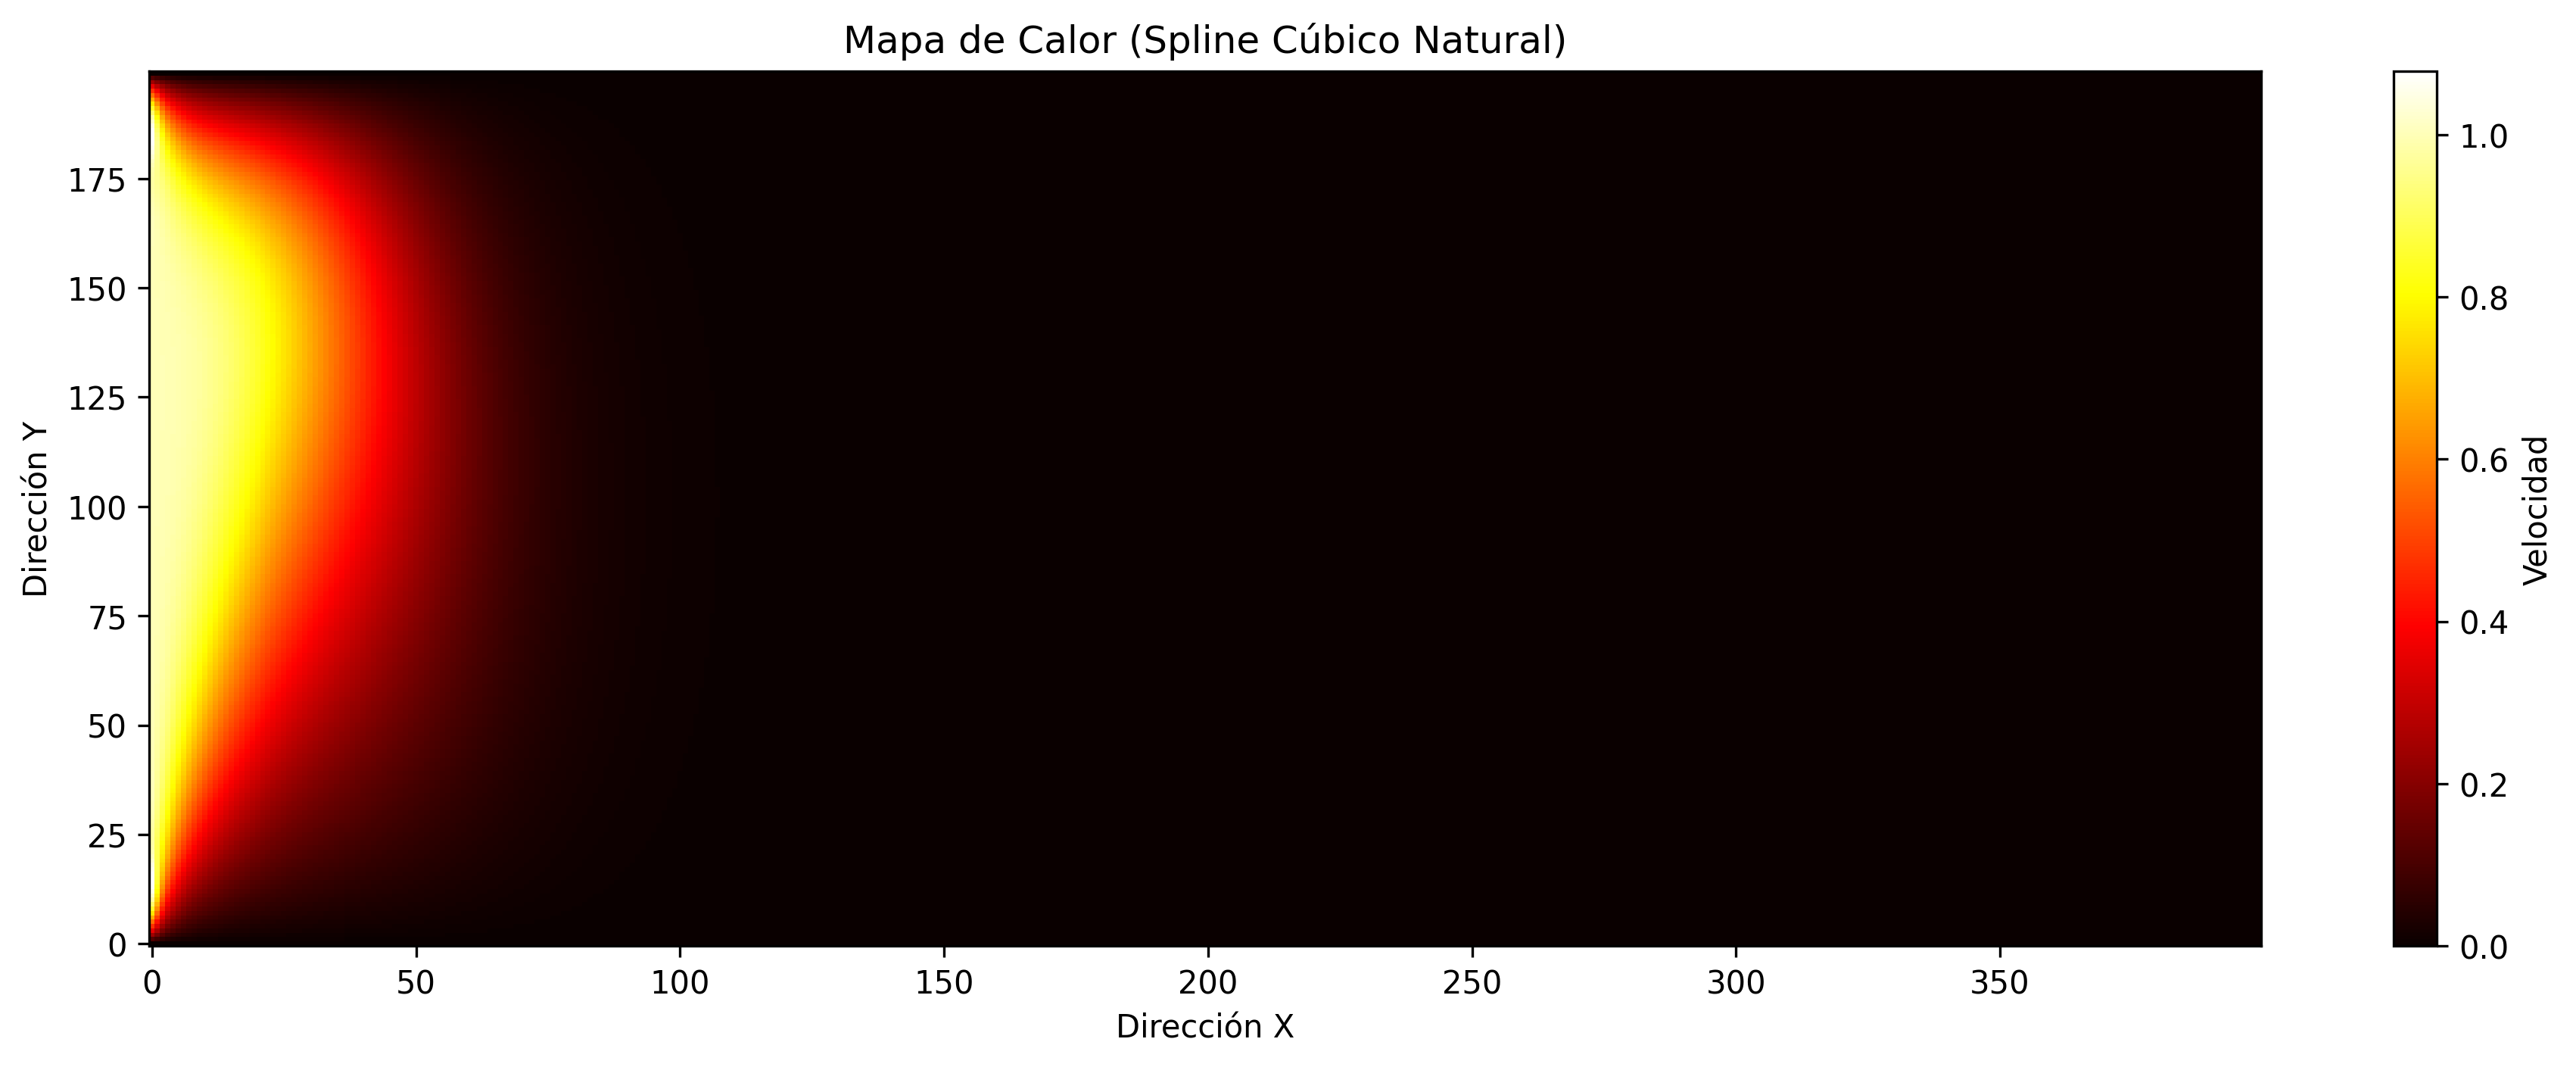 Mapa de Calor (Spline Cúbico Natural)
175
150
125
100
75
50
25
0
Dirección Y
0 50 100 150 200 250 300 350
Dirección X
1.0
0.8
0.6
0.4
0.2
0.0
Velocidad